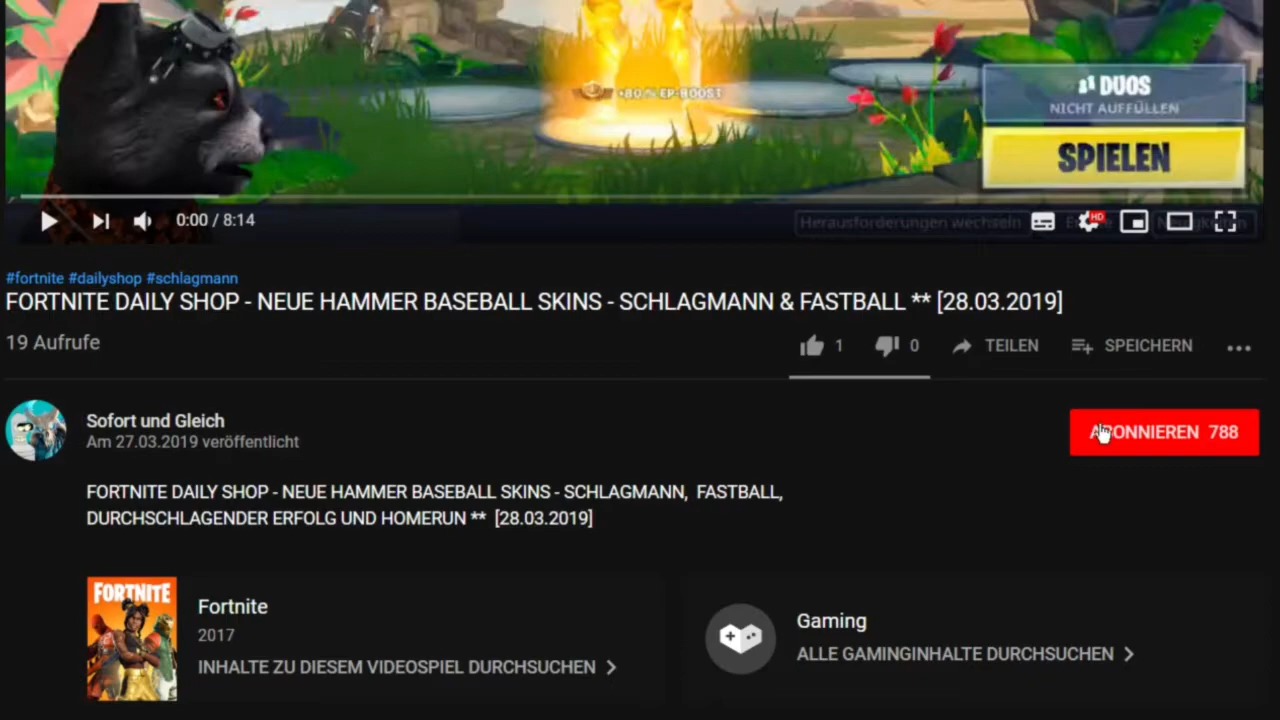 +80 % EP-BOOST
DUOS
NICHT AUFFÜLLEN
SPIELEN
0:00 / 8:14
Herausforderungen wechseln
HD
#fortnite #dailyshop #schlagmann
FORTNITE DAILY SHOP - NEUE HAMMER BASEBALL SKINS - SCHLAGMANN & FASTBALL ** [28.03.2019]
19 Aufrufe
1
0
TEILEN
SPEICHERN
Sofort und Gleich
Am 27.03.2019 veröffentlicht
ABONNIEREN 788
FORTNITE DAILY SHOP - NEUE HAMMER BASEBALL SKINS - SCHLAGMANN, FASTBALL,
DURCHSCHLAGENDER ERFOLG UND HOMERUN ** [28.03.2019]
FORTNITE
Fortnite
2017
INHALTE ZU DIESEM VIDEOSPIEL DURCHSUCHEN
Gaming
ALLE GAMINGINHALTE DURCHSUCHEN